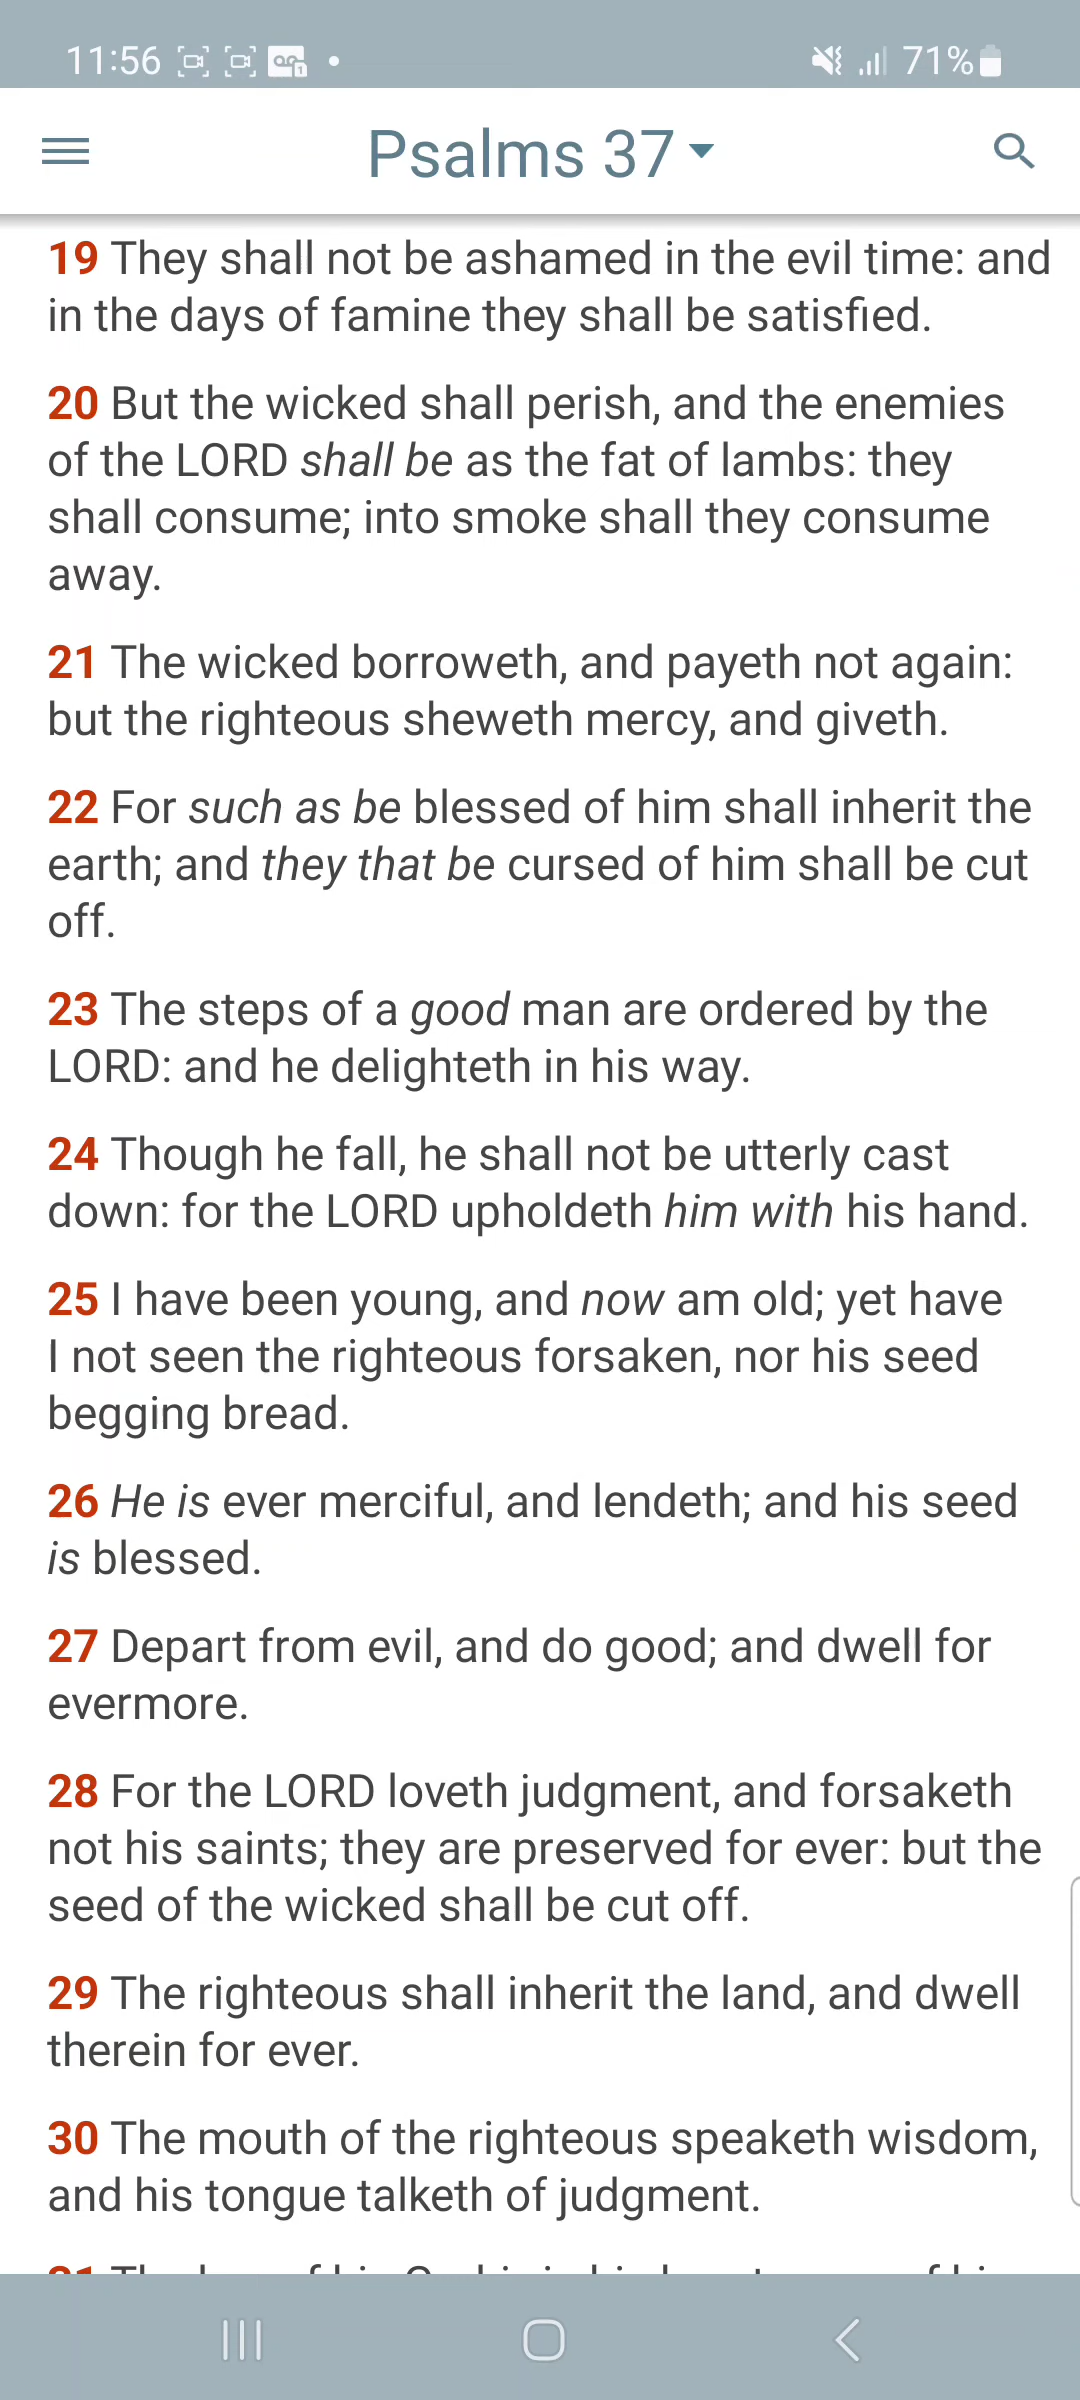 11:56
71%
Psalms 37
19 They shall not be ashamed in the evil time: and
in the days of famine they shall be satisfied.
20 But the wicked shall perish, and the enemies
of the LORD shall be as the fat of lambs: they
shall consume; into smoke shall they consume
away.
21 The wicked borroweth, and payeth not again:
but the righteous sheweth mercy, and giveth.
22 For such as be blessed of him shall inherit the
earth; and they that be cursed of him shall be cut
off.
23 The steps of a good man are ordered by the
LORD: and he delighteth in his way.
24 Though he fall, he shall not be utterly cast
down: for the LORD upholdeth him with his hand.
25 I have been young, and now am old; yet have
I not seen the righteous forsaken, nor his seed
begging bread.
26 He is ever merciful, and lendeth; and his seed
is blessed.
27 Depart from evil, and do good; and dwell for
evermore.
28 For the LORD loveth judgment, and forsaketh
not his saints; they are preserved for ever: but the
seed of the wicked shall be cut off.
29 The righteous shall inherit the land, and dwell
therein for ever.
30 The mouth of the righteous speaketh wisdom,
and his tongue talketh of judgment.